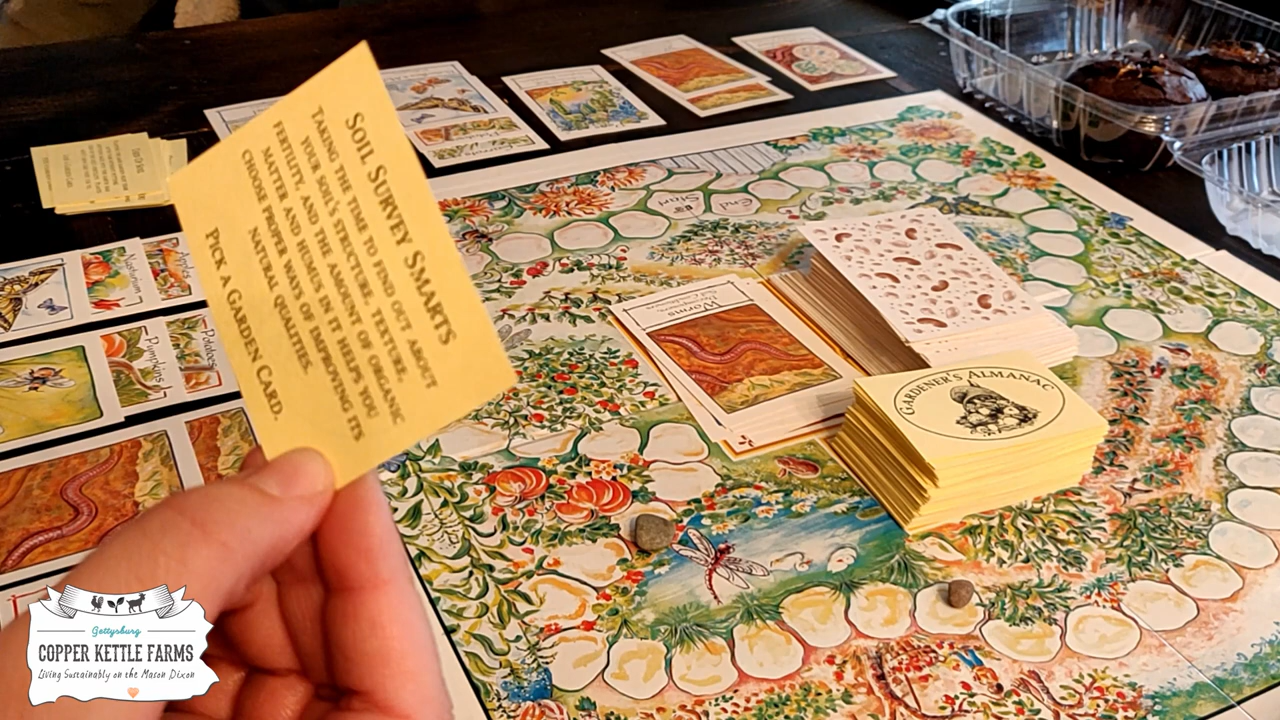 SOIL SURVEY SMARTS
TAKING THE TIME TO FIND OUT ABOUT
YOUR SOIL'S STRUCTURE, TEXTURE,
FERTILITY, AND THE AMOUNT OF ORGANIC
MATTER AND HUMUS IN IT HELPS YOU
CHOOSE PROPER WAYS OF IMPROVING ITS
NATURAL QUALITIES.
PICK A GARDEN CARD.
Nasturtiums
Apples
Pumpkins
Potatoes
End
Start
Worms
GARDENER'S ALMANAC
Gettysburg
COPPER KETTLE FARMS
Living Sustainably on the Mason Dixon